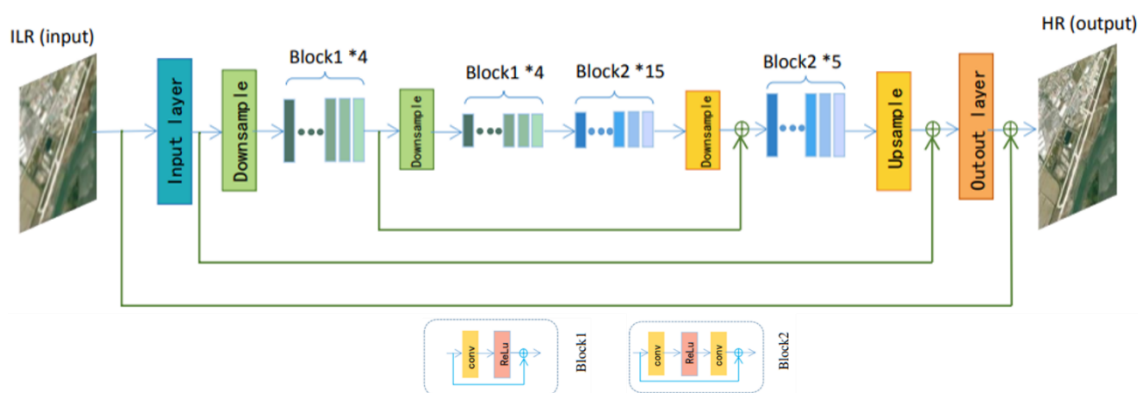 ILR (input)
HR (output)
Block1 *4
Block1 *4
Block2 *15
Block2 *5
Input layer
Downsample
Downsample
Downsample
Upsample
Outout layer
conv
ReLu
Block1
conv
ReLu
conv
Block2